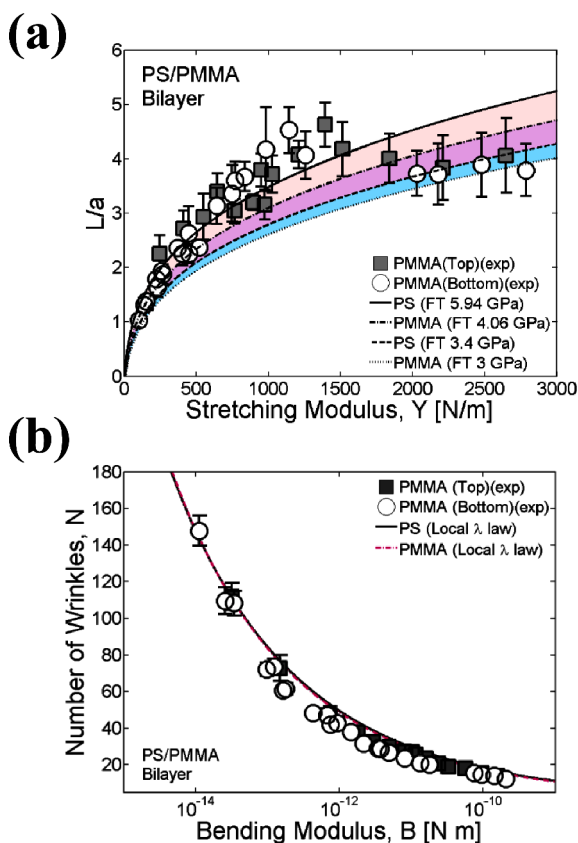 (a)
6
5
4
3
2
1
0
L/a
PS/PMMA
Bilayer
PMMA(Top)(exp)
PMMA(Bottom)(exp)
PS (FT 5.94 GPa)
PMMA (FT 4.06 GPa)
PS (FT 3.4 GPa)
PMMA (FT 3 GPa)
0 500 1000 1500 2000 2500 3000
Stretching Modulus, Y [N/m]
(b)
180
160
140
120
100
80
60
40
20
Number of Wrinkles, N
PMMA (Top)(exp)
PMMA (Bottom)(exp)
PS (Local λ law)
PMMA (Local λ law)
PS/PMMA
Bilayer
10⁻¹⁴ 10⁻¹² 10⁻¹⁰
Bending Modulus, B [N m]